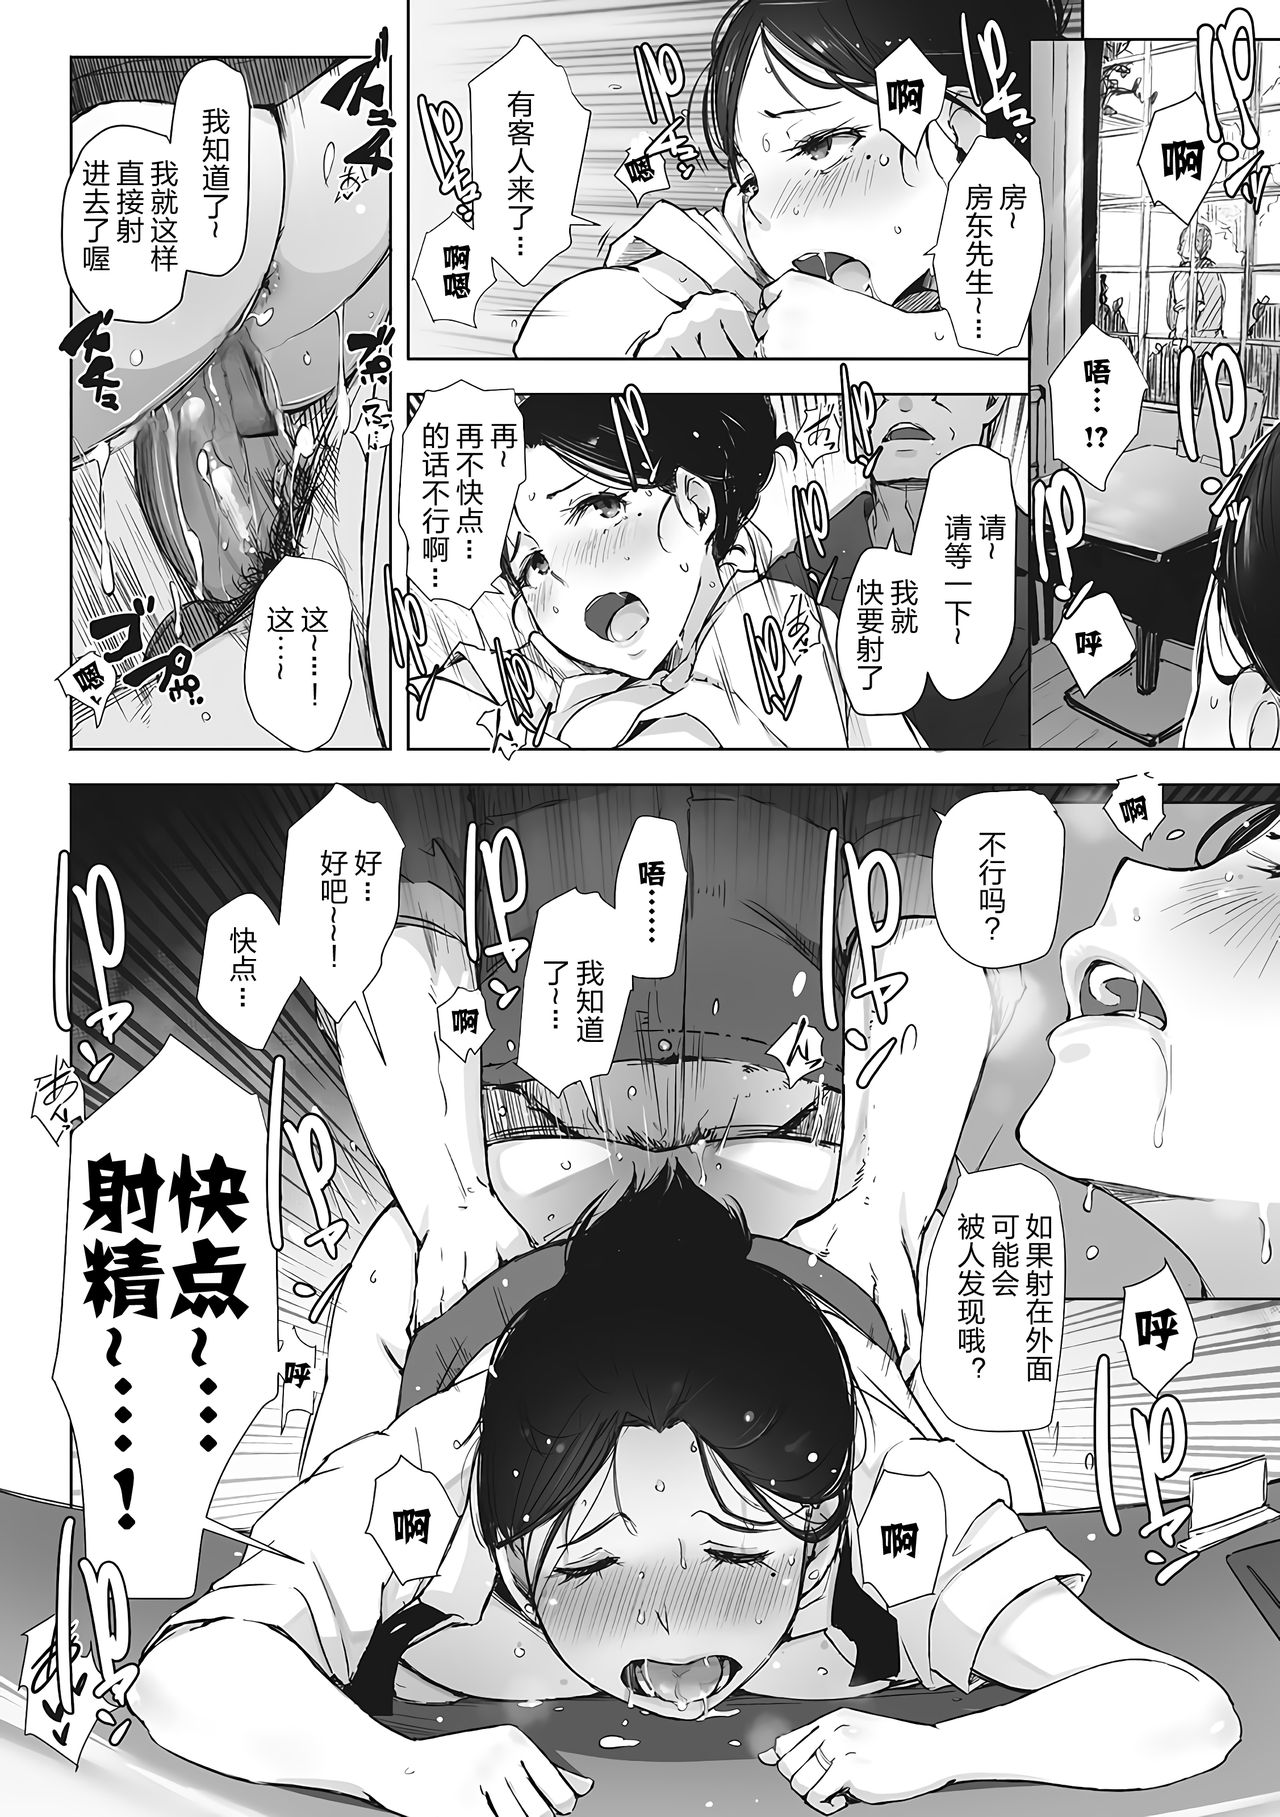 啊
唔…
!?
呼
啊
房~
房东先生~…
有客人来了…
嗯
啊啊
请~
请等一下~
我就
快要射了
再~
再不快点…
的话不行啊…
我知道了~
我就这样
直接射
进去了喔
这~…!
这…~
嗯
啊
不行吗?
如果射在外面
可能会
被人发现哦?
呼
唔……
我知道
了~…
啊
好…
好吧~~!
快点…
快点~……
射精~……!
呼
啊
啊